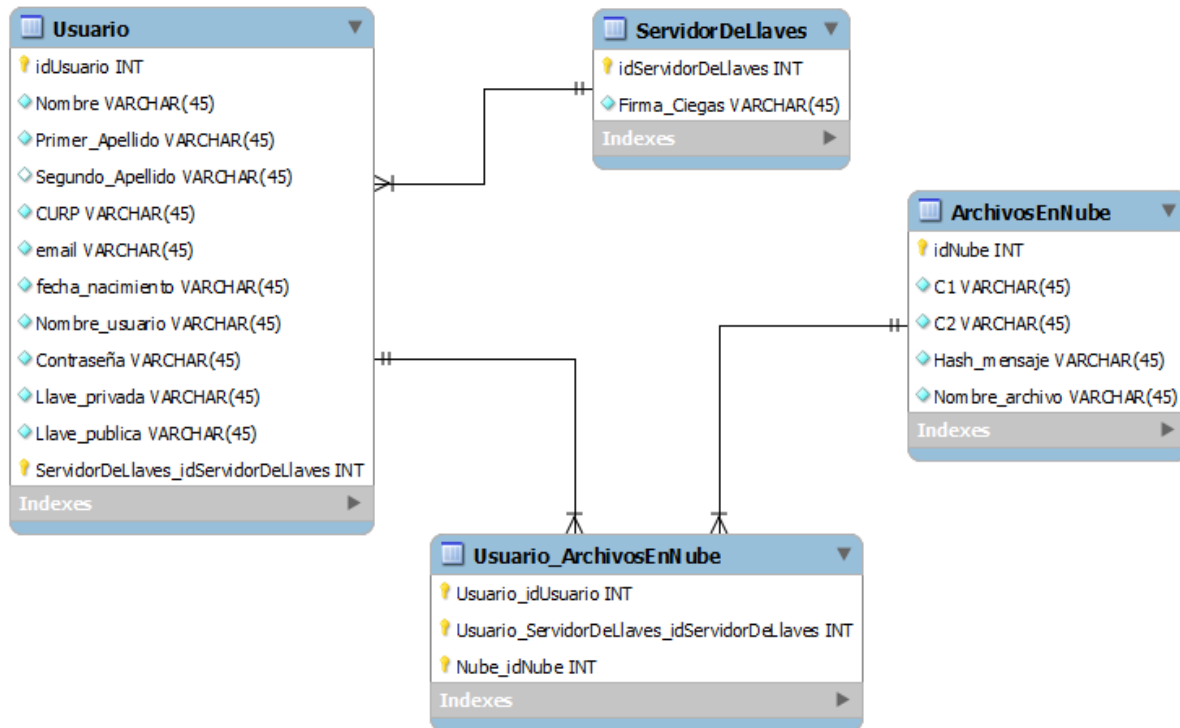 Usuario
idUsuario INT
Nombre VARCHAR(45)
Primer_Apellido VARCHAR(45)
Segundo_Apellido VARCHAR(45)
CURP VARCHAR(45)
email VARCHAR(45)
fecha_nacimiento VARCHAR(45)
Nombre_usuario VARCHAR(45)
Contraseña VARCHAR(45)
Llave_privada VARCHAR(45)
Llave_publica VARCHAR(45)
ServidorDeLlaves_idServidorDeLlaves INT
Indexes
ServidorDeLlaves
idServidorDeLlaves INT
Firma_Ciegas VARCHAR(45)
Indexes
ArchivosEnNube
idNube INT
C1 VARCHAR(45)
C2 VARCHAR(45)
Hash_mensaje VARCHAR(45)
Nombre_archivo VARCHAR(45)
Indexes
Usuario_ArchivosEnNube
Usuario_idUsuario INT
Usuario_ServidorDeLlaves_idServidorDeLlaves INT
Nube_idNube INT
Indexes